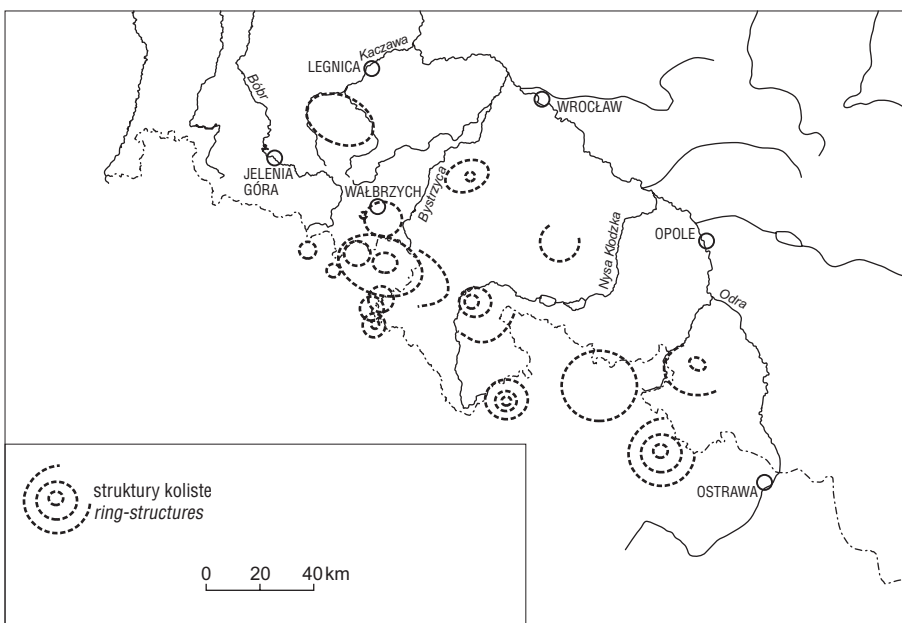 Kaczawa
LEGNICA
Bóbr
WROCŁAW
JELENIA
GÓRA
WAŁBRZYCH
Bystrzyca
Nysa Kłodzka
OPOLE
Odra
OSTRAWA
struktury koliste
ring-structures
0 20 40 km